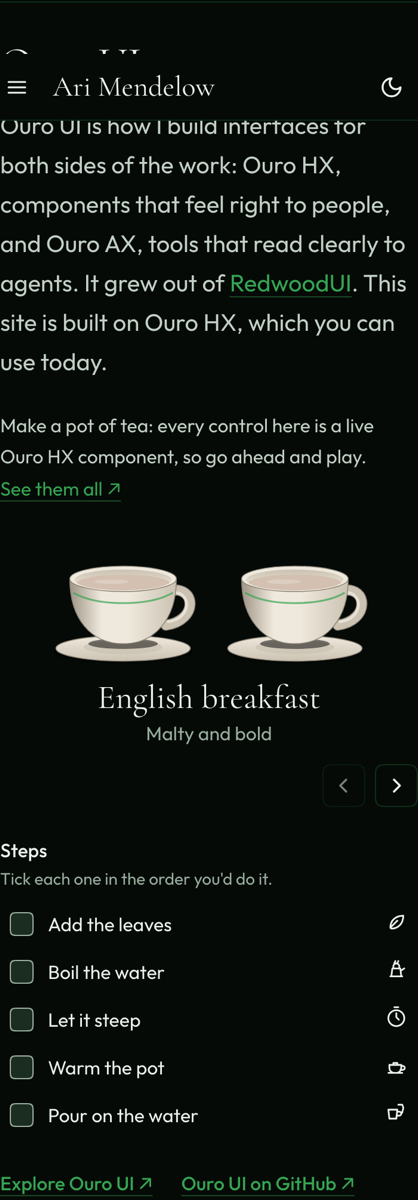 Ari Mendelow
Ouro UI is how I build interfaces for
both sides of the work: Ouro HX,
components that feel right to people,
and Ouro AX, tools that read clearly to
agents. It grew out of RedwoodUI. This
site is built on Ouro HX, which you can
use today.
Make a pot of tea: every control here is a live
Ouro HX component, so go ahead and play.
See them all ↗
English breakfast
Malty and bold
Steps
Tick each one in the order you'd do it.
Add the leaves
Boil the water
Let it steep
Warm the pot
Pour on the water
Explore Ouro UI ↗ Ouro UI on GitHub ↗